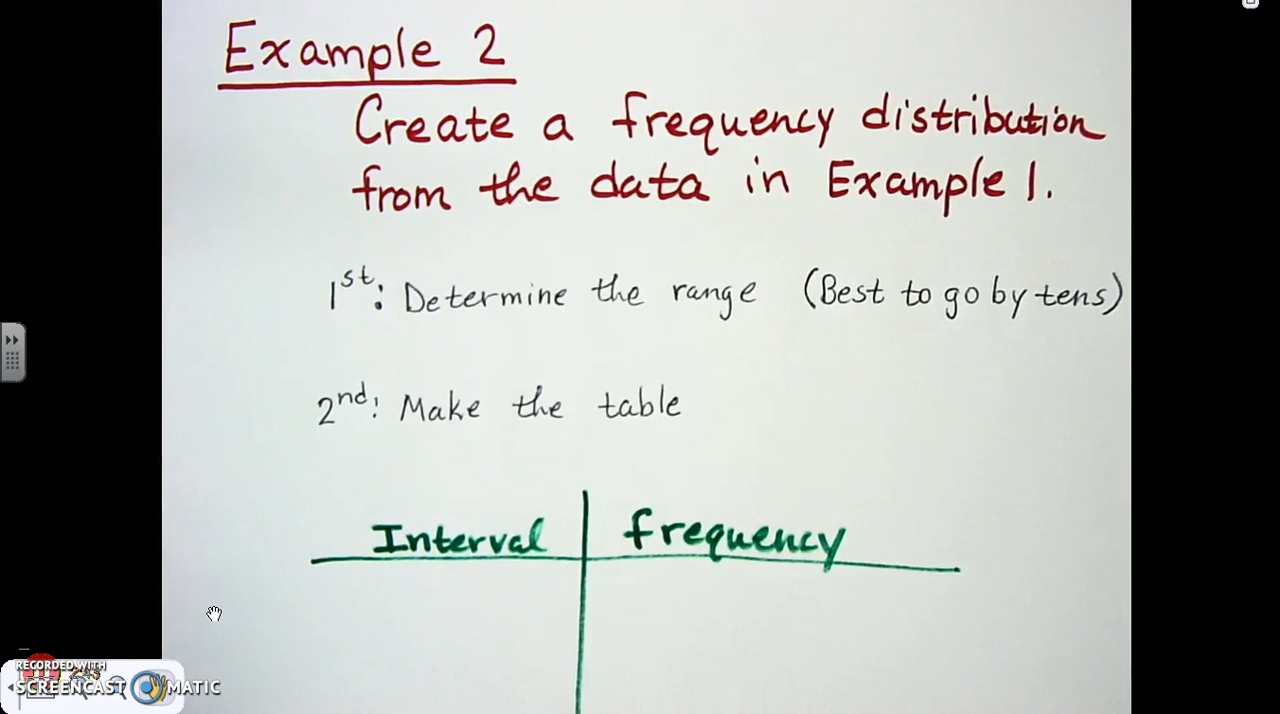 Example 2
Create a frequency distribution
from the data in Example 1.
1st: Determine the range (Best to go by tens)
2nd: Make the table
Interval frequency
RECORDED WITH
SCREENCAST MATIC